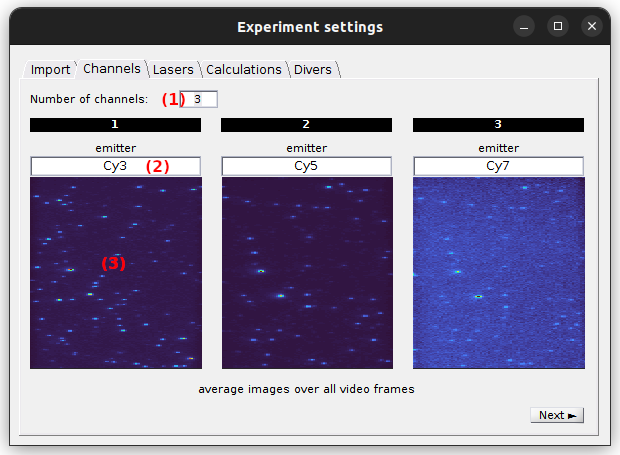 Experiment settings
Import Channels Lasers Calculations Divers
Number of channels: (1) 3
1 2 3
emitter emitter emitter
Cy3 (2) Cy5 Cy7
(3)
average images over all video frames
Next ►